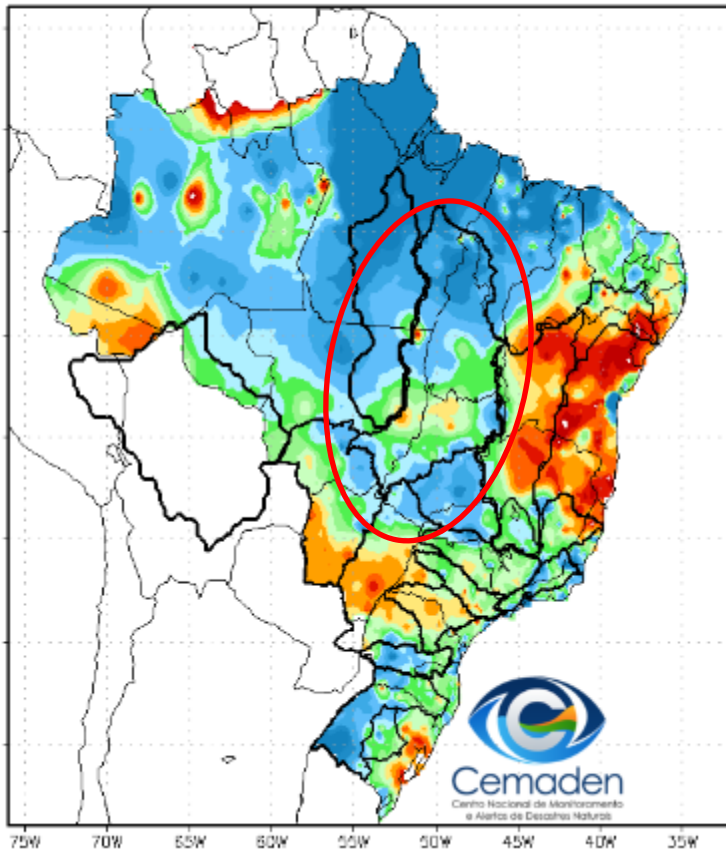 Cemaden
Centro Nacional de Monitoramento
e Alertas de Desastres Naturais
75W 70W 65W 60W 55W 50W 45W 40W 35W